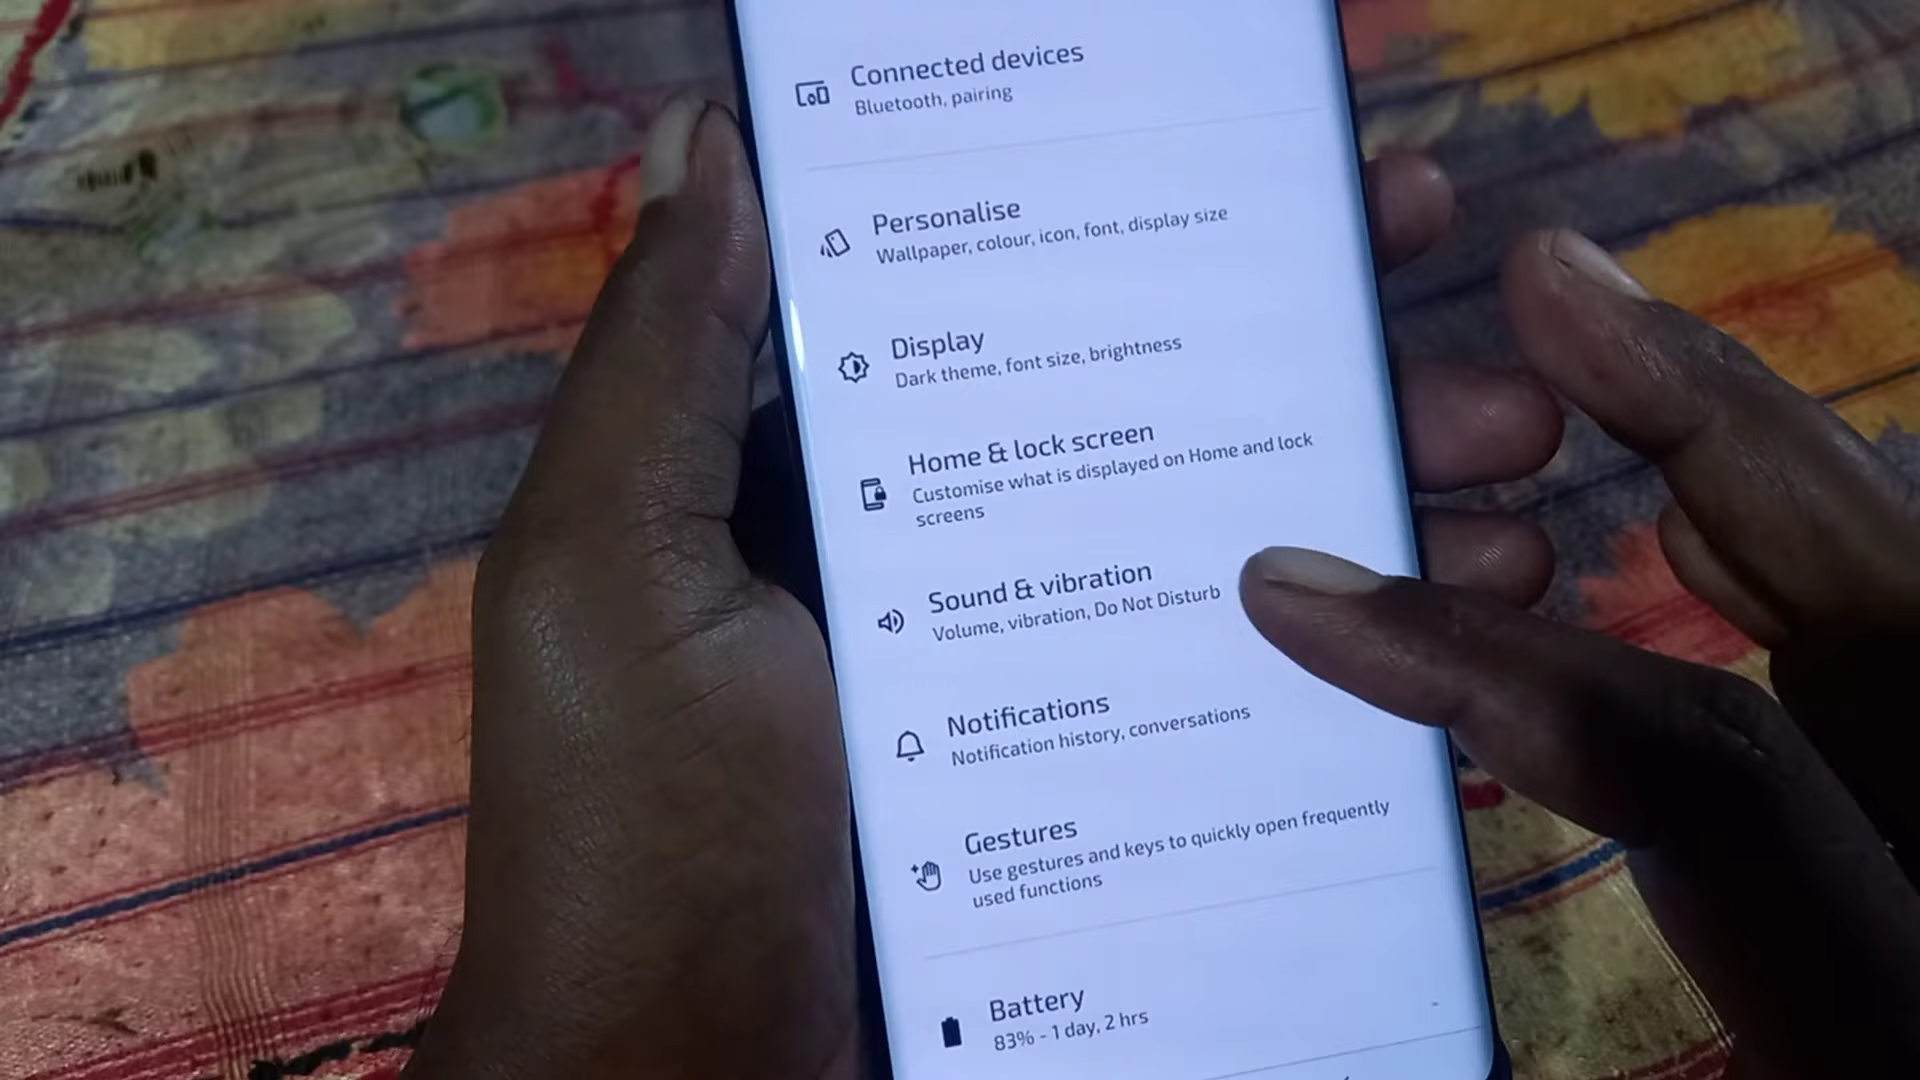 Connected devices
Bluetooth, pairing
Personalise
Wallpaper, colour, icon, font, display size
Display
Dark theme, font size, brightness
Home & lock screen
Customise what is displayed on Home and lock
screens
Sound & vibration
Volume, vibration, Do Not Disturb
Notifications
Notification history, conversations
Gestures
Use gestures and keys to quickly open frequently
used functions
Battery
83% - 1 day, 2 hrs